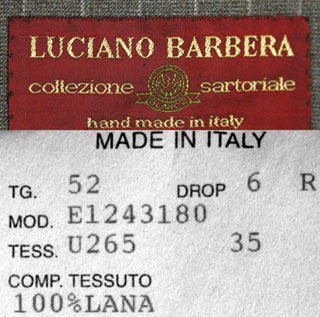 LUCIANO BARBERA
collezione sartoriale
hand made in italy
MADE IN ITALY
TG. 52 DROP 6 R
MOD. E1243180
TESS. U265 35
COMP. TESSUTO
100%LANA